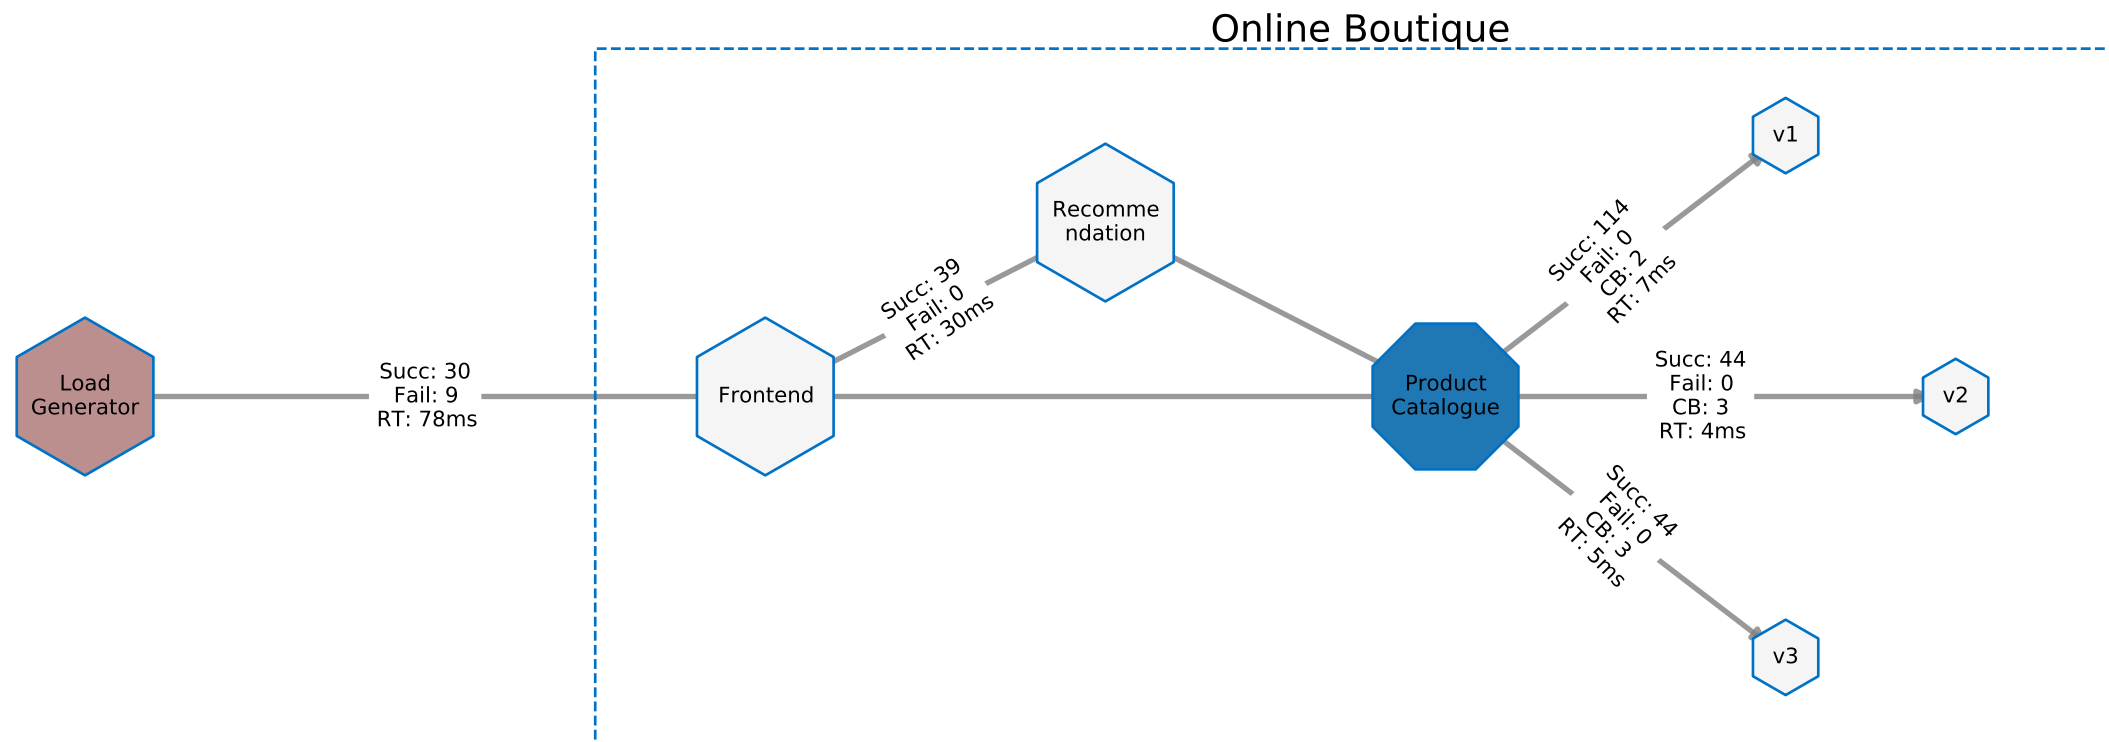 Online Boutique
Load
Generator
Succ: 30
Fail: 9
RT: 78ms
Frontend
Succ: 39
Fail: 0
RT: 30ms
Recomme
ndation
Product
Catalogue
Succ: 114
Fail: 0
CB: 2
RT: 7ms
v1
Succ: 44
Fail: 0
CB: 3
RT: 4ms
v2
Succ: 44
Fail: 0
CB: 3
RT: 5ms
v3